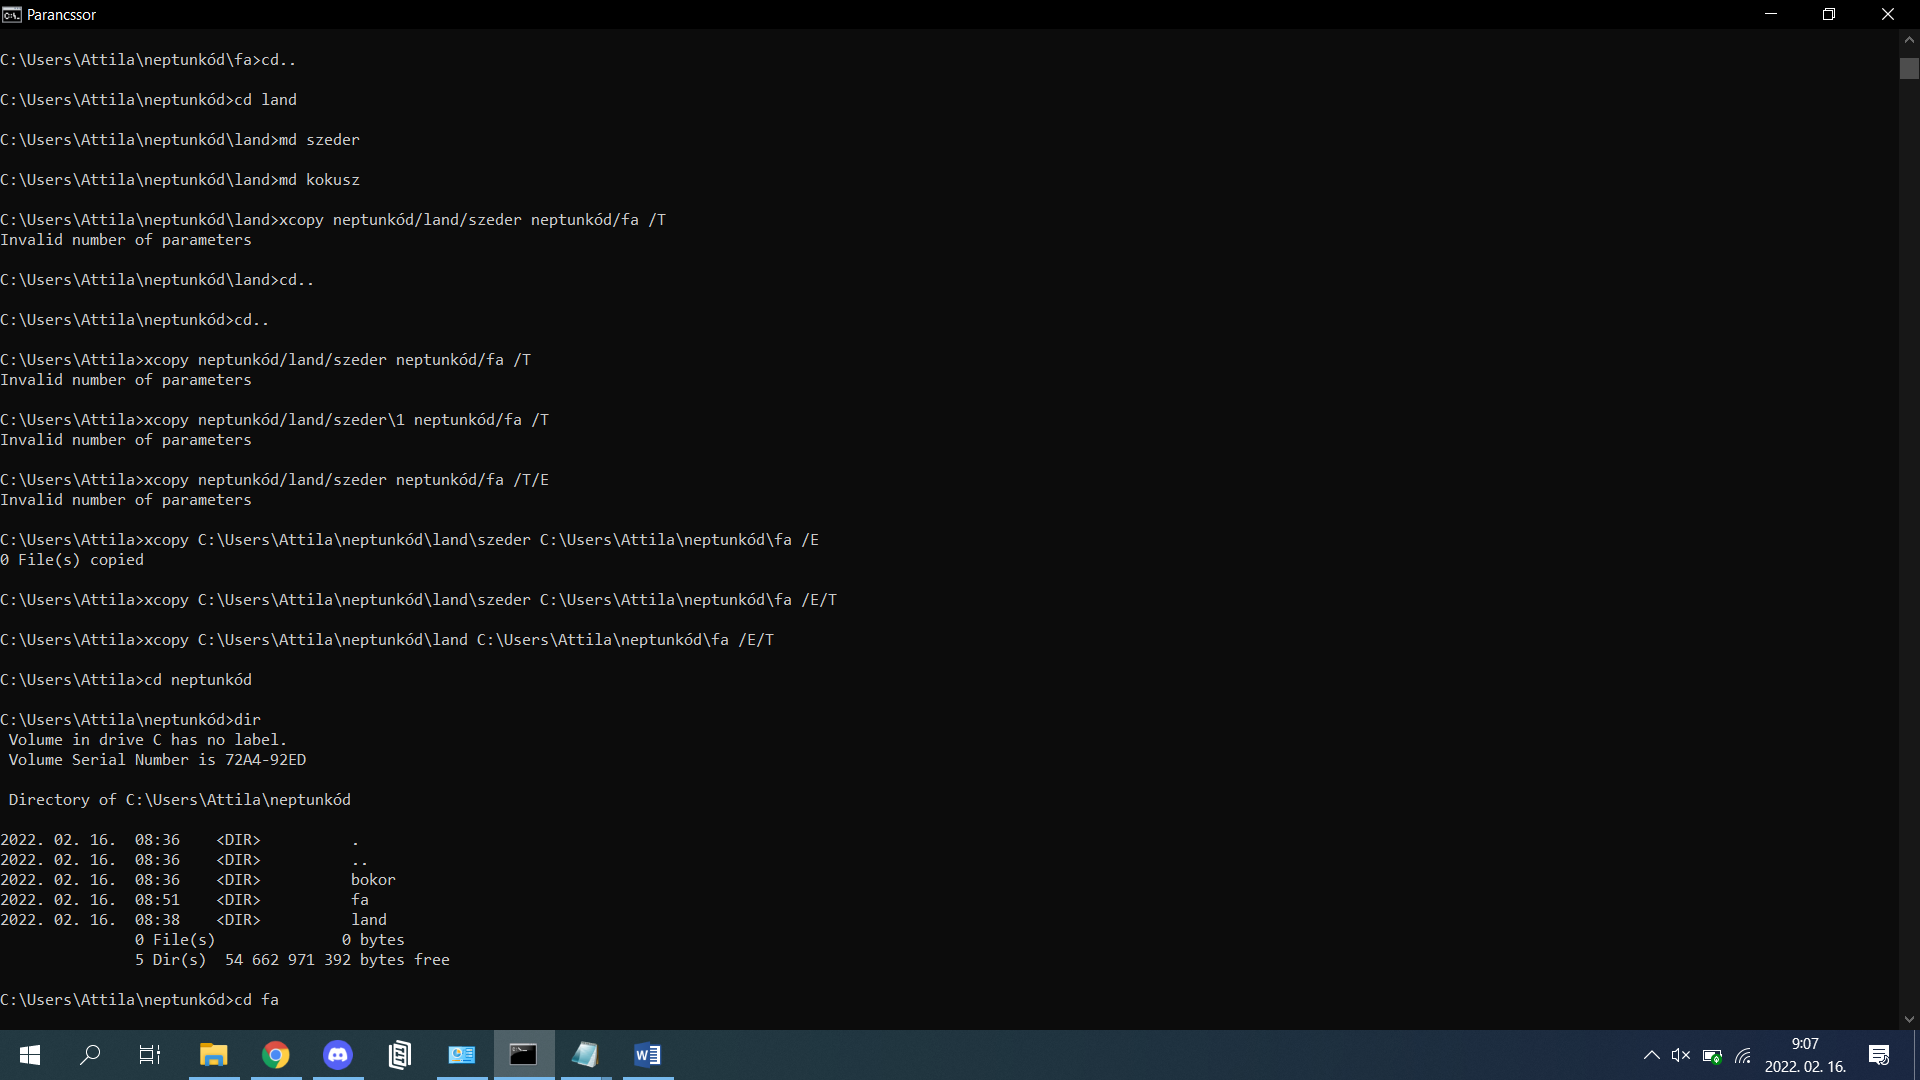 Parancssor
C:\Users\Attila\neptunkód\fa>cd..
C:\Users\Attila\neptunkód>cd land
C:\Users\Attila\neptunkód\land>md szeder
C:\Users\Attila\neptunkód\land>md kokusz
C:\Users\Attila\neptunkód\land>xcopy neptunkód/land/szeder neptunkód/fa /T
Invalid number of parameters
C:\Users\Attila\neptunkód\land>cd..
C:\Users\Attila\neptunkód>cd..
C:\Users\Attila>xcopy neptunkód/land/szeder neptunkód/fa /T
Invalid number of parameters
C:\Users\Attila>xcopy neptunkód/land/szeder\1 neptunkód/fa /T
Invalid number of parameters
C:\Users\Attila>xcopy neptunkód/land/szeder neptunkód/fa /T/E
Invalid number of parameters
C:\Users\Attila>xcopy C:\Users\Attila\neptunkód\land\szeder C:\Users\Attila\neptunkód\fa /E
0 File(s) copied
C:\Users\Attila>xcopy C:\Users\Attila\neptunkód\land\szeder C:\Users\Attila\neptunkód\fa /E/T
C:\Users\Attila>xcopy C:\Users\Attila\neptunkód\land C:\Users\Attila\neptunkód\fa /E/T
C:\Users\Attila>cd neptunkód
C:\Users\Attila\neptunkód>dir
Volume in drive C has no label.
Volume Serial Number is 72A4-92ED
Directory of C:\Users\Attila\neptunkód
2022. 02. 16.  08:36    <DIR>          .
2022. 02. 16.  08:36    <DIR>          ..
2022. 02. 16.  08:36    <DIR>          bokor
2022. 02. 16.  08:51    <DIR>          fa
2022. 02. 16.  08:38    <DIR>          land
0 File(s)              0 bytes
5 Dir(s)  54 662 971 392 bytes free
C:\Users\Attila\neptunkód>cd fa
9:07
2022. 02. 16.